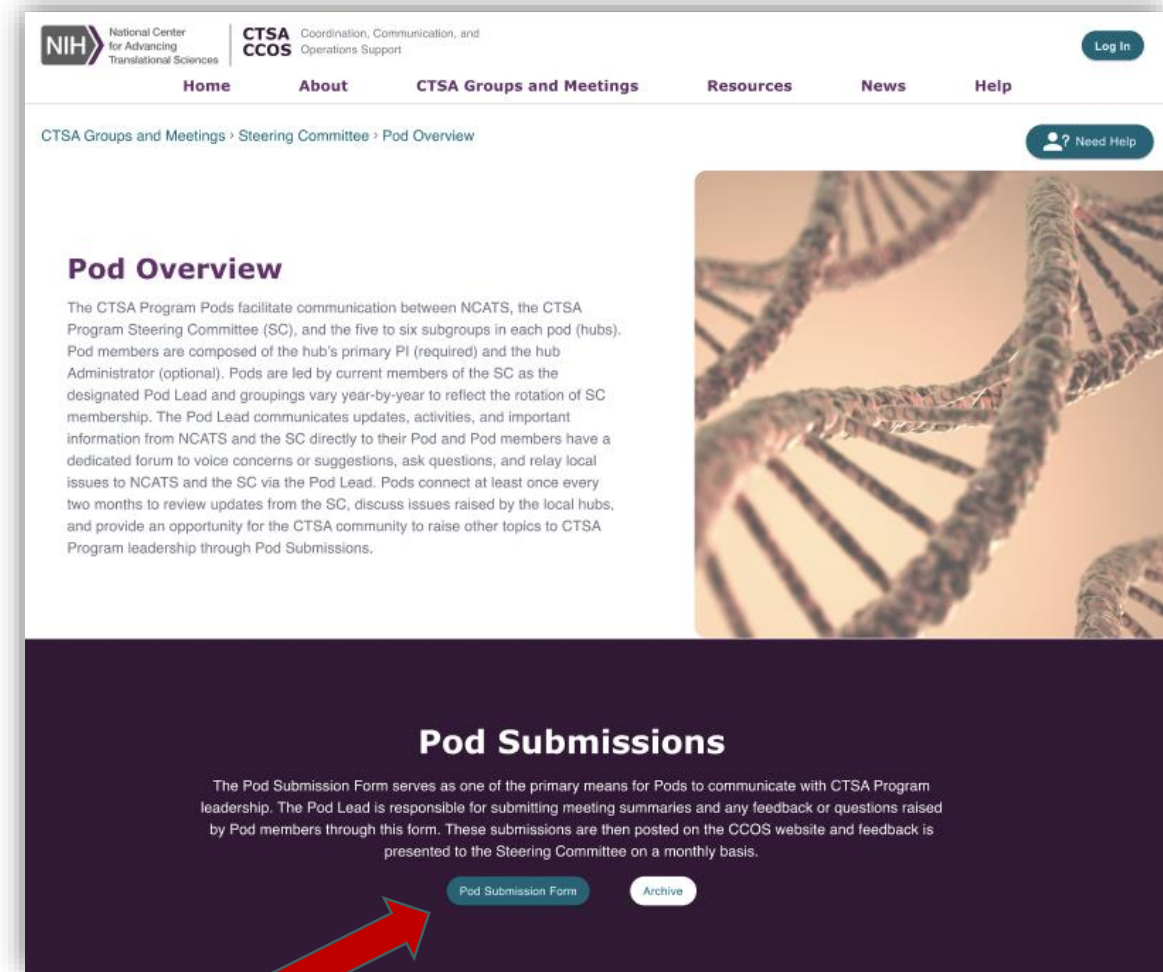 NIH
National Center
for Advancing
Translational Sciences
CTSA
CCOS
Coordination, Communication, and
Operations Support
Log In
Home About CTSA Groups and Meetings Resources News Help
CTSA Groups and Meetings › Steering Committee › Pod Overview
? Need Help
Pod Overview
The CTSA Program Pods facilitate communication between NCATS, the CTSA
Program Steering Committee (SC), and the five to six subgroups in each pod (hubs).
Pod members are composed of the hub's primary PI (required) and the hub
Administrator (optional). Pods are led by current members of the SC as the
designated Pod Lead and groupings vary year-by-year to reflect the rotation of SC
membership. The Pod Lead communicates updates, activities, and important
information from NCATS and the SC directly to their Pod and Pod members have a
dedicated forum to voice concerns or suggestions, ask questions, and relay local
issues to NCATS and the SC via the Pod Lead. Pods connect at least once every
two months to review updates from the SC, discuss issues raised by the local hubs,
and provide an opportunity for the CTSA community to raise other topics to CTSA
Program leadership through Pod Submissions.
Pod Submissions
The Pod Submission Form serves as one of the primary means for Pods to communicate with CTSA Program
leadership. The Pod Lead is responsible for submitting meeting summaries and any feedback or questions raised
by Pod members through this form. These submissions are then posted on the CCOS website and feedback is
presented to the Steering Committee on a monthly basis.
Pod Submission Form Archive